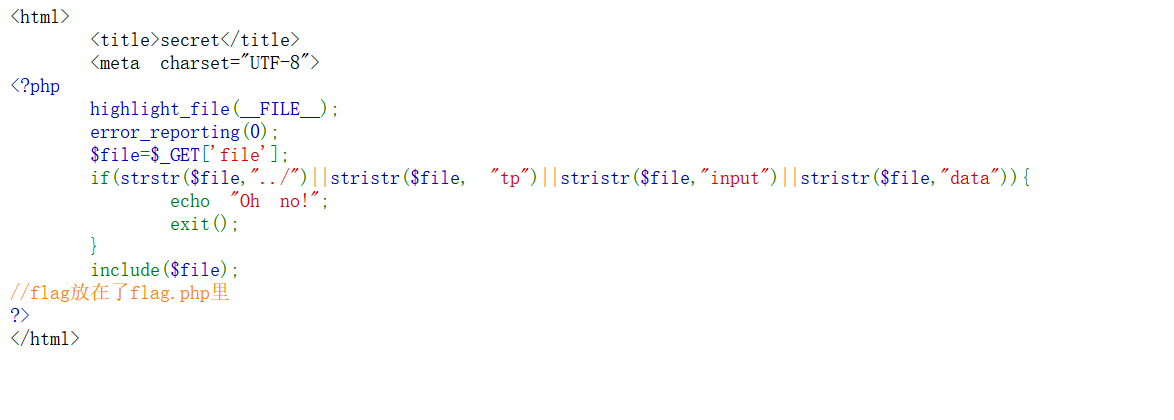 <html>
<title>secret</title>
<meta charset="UTF-8">
<?php
highlight_file(__FILE__);
error_reporting(0);
$file=$_GET['file'];
if(strstr($file,"../")||stristr($file, "tp")||stristr($file,"input")||stristr($file,"data")){
echo "Oh no!";
exit();
}
include($file);
//flag放在了flag.php里
?>
</html>